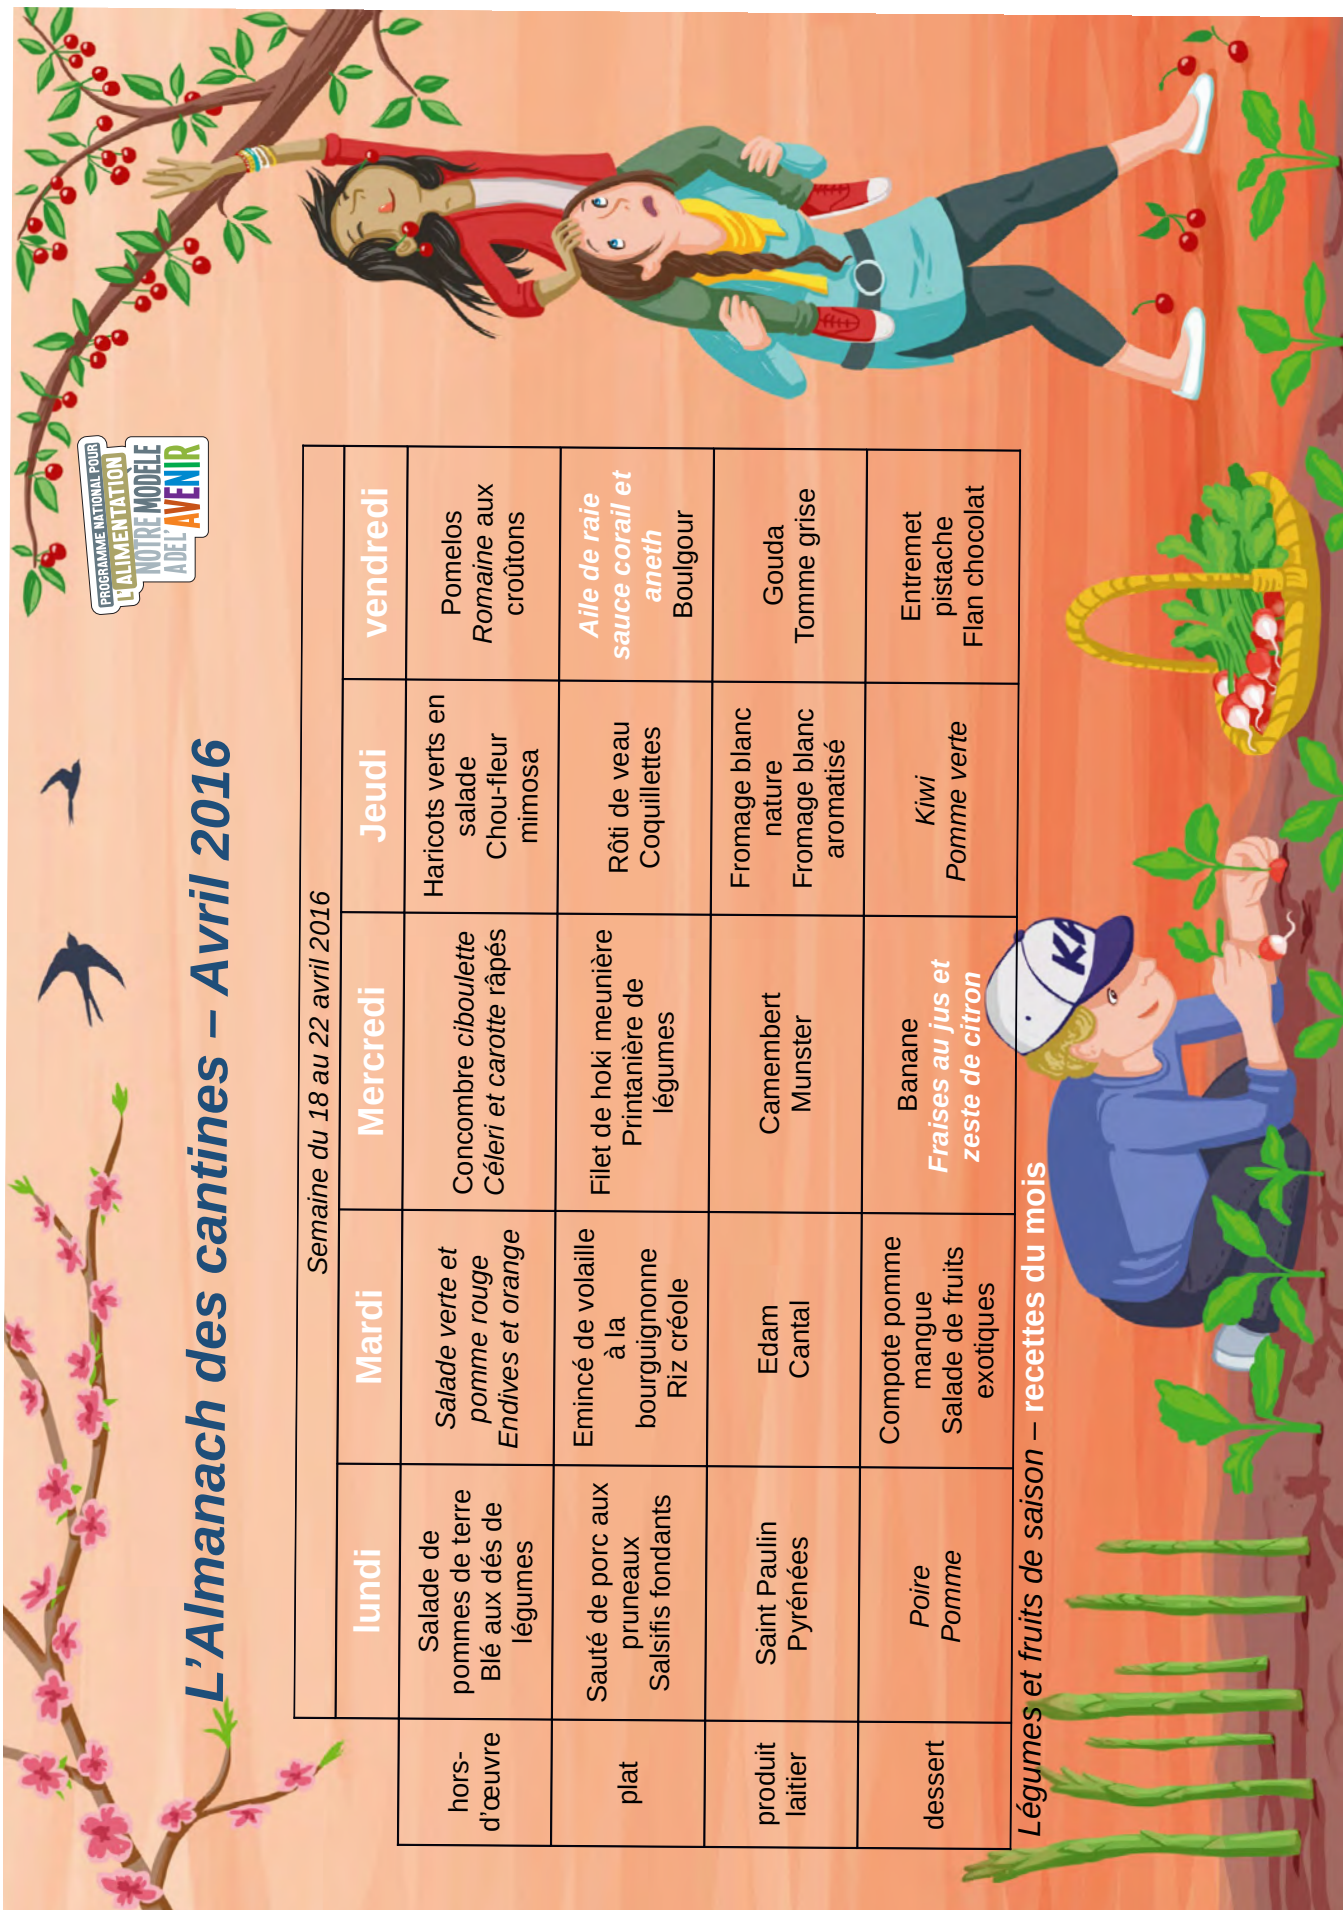 PROGRAMME NATIONAL POUR
L'ALIMENTATION
NOTRE MODÈLE
A DE L'AVENIR
L'Almanach des cantines – Avril 2016
Semaine du 18 au 22 avril 2016
lundi
Mardi
Mercredi
Jeudi
vendredi
hors-
d'œuvre
Salade de
pommes de terre
Blé aux dés de
légumes
Salade verte et
pomme rouge
Endives et orange
Concombre ciboulette
Céleri et carotte râpés
Haricots verts en
salade
Chou-fleur
mimosa
Pomelos
Romaine aux
croûtons
plat
Sauté de porc aux
pruneaux
Salsifis fondants
Emincé de volaille
à la
bourguignonne
Riz créole
Filet de hoki meunière
Printanière de
légumes
Rôti de veau
Coquillettes
Aile de raie
sauce corail et
aneth
Boulgour
produit
laitier
Saint Paulin
Pyrénées
Edam
Cantal
Camembert
Munster
Fromage blanc
nature
Fromage blanc
aromatisé
Gouda
Tomme grise
dessert
Poire
Pomme
Compote pomme
mangue
Salade de fruits
exotiques
Banane
Fraises au jus et
zeste de citron
Kiwi
Pomme verte
Entremet
pistache
Flan chocolat
Légumes et fruits de saison – recettes du mois